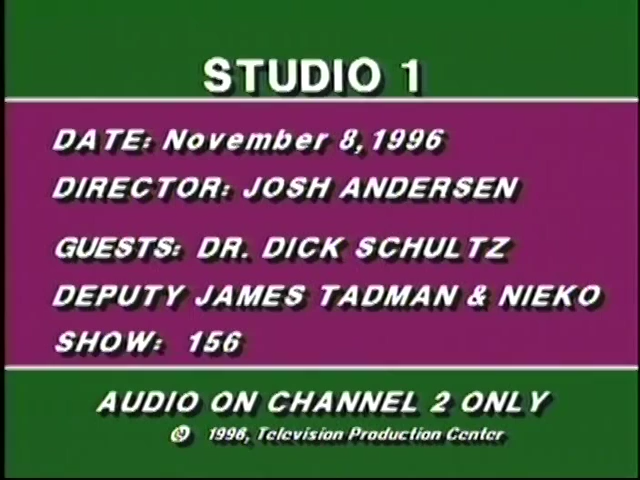 STUDIO 1
DATE: November 8,1996
DIRECTOR: JOSH ANDERSEN
GUESTS: DR. DICK SCHULTZ
DEPUTY JAMES TADMAN & NIEKO
SHOW: 156
AUDIO ON CHANNEL 2 ONLY
© 1996, Television Production Center